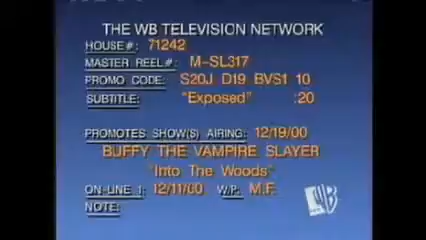 THE WB TELEVISION NETWORK
HOUSE#: 71242
MASTER REEL#: M-SL317
PROMO CODE: S20J D19 BVS1 10
SUBTITLE: "Exposed" :20
PROMOTES SHOW(S) AIRING: 12/19/00
BUFFY THE VAMPIRE SLAYER
"Into The Woods"
ON-LINE 1: 12/11/00 W/P: M.F.
NOTE:
WB